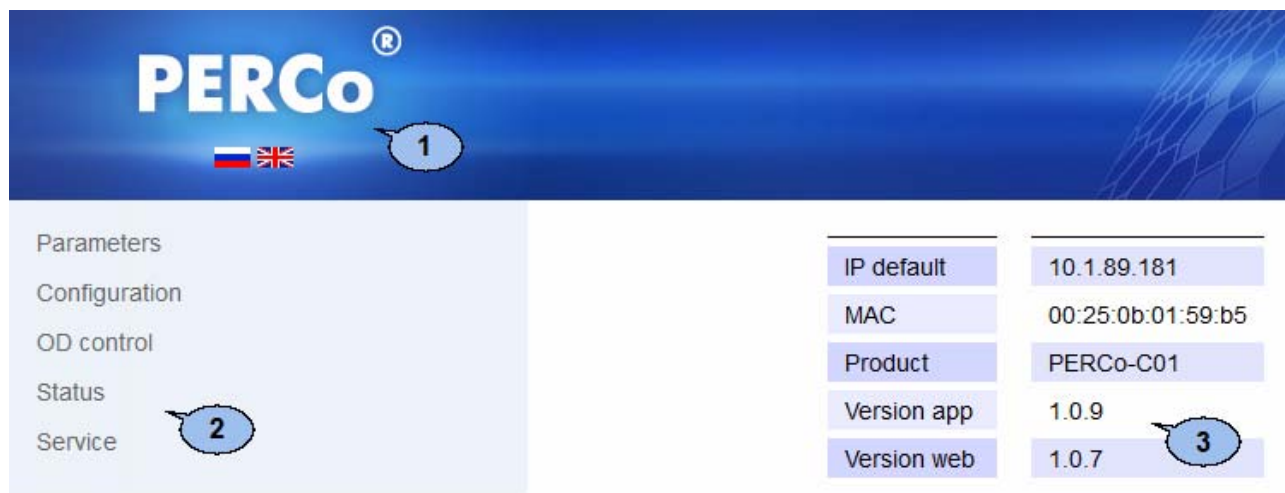 PERCo®
1
Parameters
Configuration
OD control
Status
Service
2
IP default 10.1.89.181
MAC 00:25:0b:01:59:b5
Product PERCo-C01
Version app 1.0.9
Version web 1.0.7
3